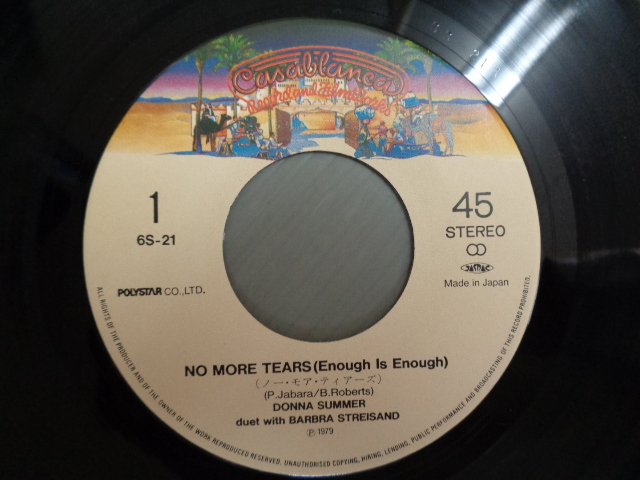 Casablanca
Record and FilmWorks
1
6S-21
45
STEREO
JASRAC
Made in Japan
POLYSTAR CO.,LTD.
NO MORE TEARS (Enough Is Enough)
(ノー・モア・ティアーズ)
(P.Jabara/B.Roberts)
DONNA SUMMER
duet with BARBRA STREISAND
Ⓟ 1979
ALL RIGHTS OF THE PRODUCER AND OF THE OWNER OF THE WORK REPRODUCED RESERVED. UNAUTHORISED COPYING, HIRING, LENDING, PUBLIC PERFORMANCE AND BROADCASTING OF THIS RECORD PROHIBITED.